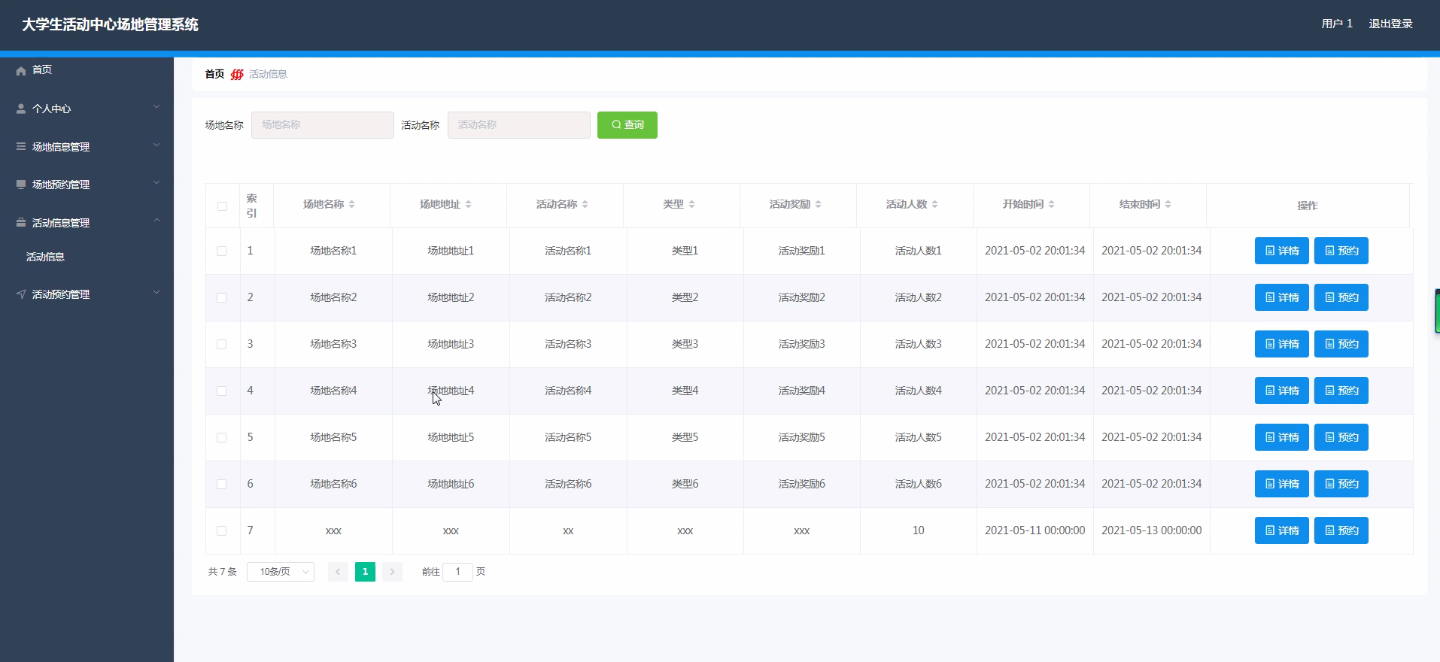 大学生活动中心场地管理系统
用户 1 退出登录
首页
个人中心
场地信息管理
场地预约管理
活动信息管理
活动信息
活动预约管理
首页 活动信息
场地名称 场地名称 活动名称 活动名称 查询
索引 场地名称 场地地址 活动名称 类型 活动奖励 活动人数 开始时间 结束时间 操作
1 场地名称1 场地地址1 活动名称1 类型1 活动奖励1 活动人数1 2021-05-02 20:01:34 2021-05-02 20:01:34 详情 预约
2 场地名称2 场地地址2 活动名称2 类型2 活动奖励2 活动人数2 2021-05-02 20:01:34 2021-05-02 20:01:34 详情 预约
3 场地名称3 场地地址3 活动名称3 类型3 活动奖励3 活动人数3 2021-05-02 20:01:34 2021-05-02 20:01:34 详情 预约
4 场地名称4 场地地址4 活动名称4 类型4 活动奖励4 活动人数4 2021-05-02 20:01:34 2021-05-02 20:01:34 详情 预约
5 场地名称5 场地地址5 活动名称5 类型5 活动奖励5 活动人数5 2021-05-02 20:01:34 2021-05-02 20:01:34 详情 预约
6 场地名称6 场地地址6 活动名称6 类型6 活动奖励6 活动人数6 2021-05-02 20:01:34 2021-05-02 20:01:34 详情 预约
7 xxx xxx xx xxx xxx 10 2021-05-11 00:00:00 2021-05-13 00:00:00 详情 预约
共 7 条 10条/页 1 前往 1 页